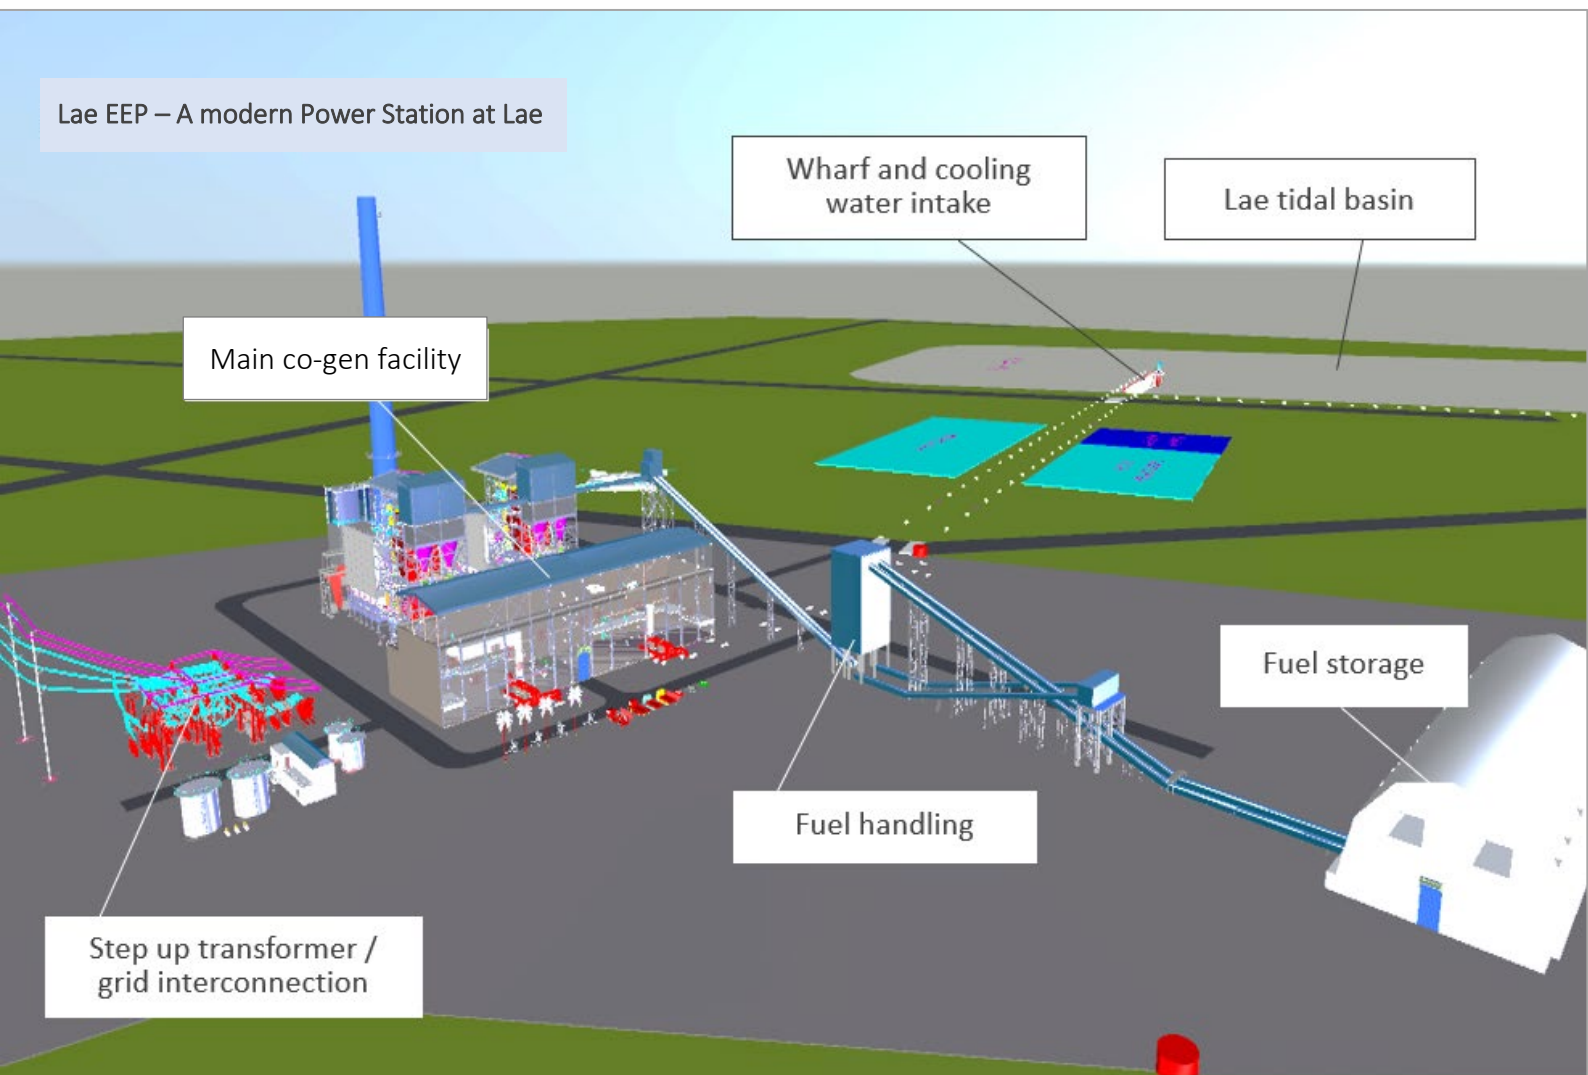 Lae EEP – A modern Power Station at Lae
Wharf and cooling
water intake
Lae tidal basin
Main co-gen facility
Fuel storage
Fuel handling
Step up transformer /
grid interconnection